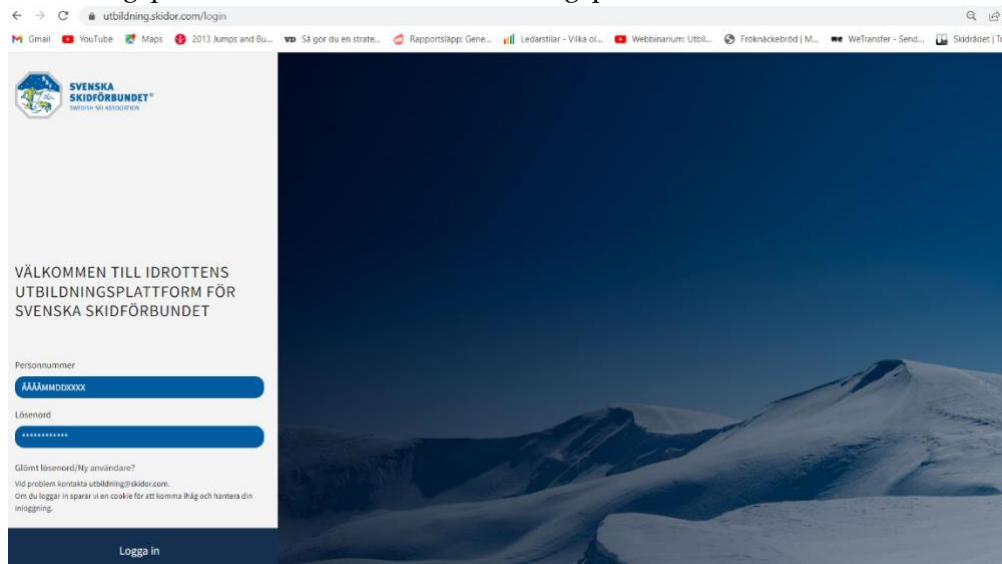 utbildning.skidor.com/login
Gmail YouTube Maps 2013 Jumps and Bu... Så gör du en strate... Rapportsläpp: Gene... Ledarstilar - Vilka ol... Webbinarium: Utbil... Fröknäckebröd | M... WeTransfer - Send... Skidrådet | Tr
SVENSKA
SKIDFÖRBUNDET
SWEDISH SKI ASSOCIATION
VÄLKOMMEN TILL IDROTTENS
UTBILDNINGSPLATTFORM FÖR
SVENSKA SKIDFÖRBUNDET
Personnummer
ÅÅÅÅMMDDXXXX
Lösenord
************
Glömt lösenord/Ny användare?
Vid problem kontakta utbildning@skidor.com.
Om du loggar in sparar vi en cookie för att komma ihåg och hantera din
inloggning.
Logga in